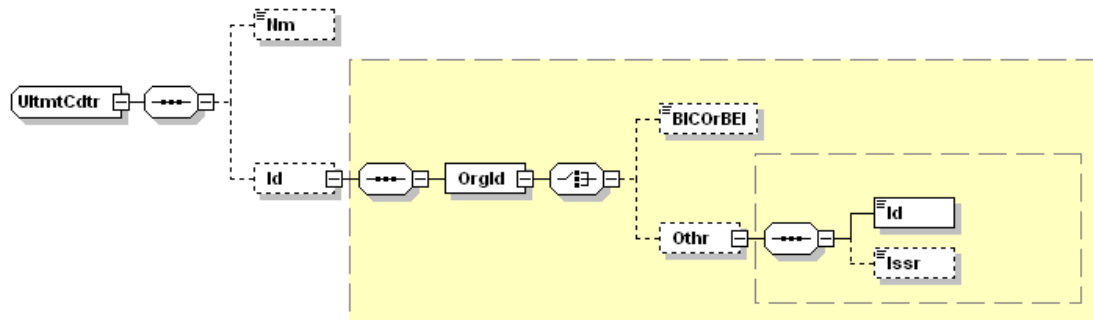 Nm
UltmtCdtr
BICOrBEI
Id
OrgId
Id
Othr
Issr